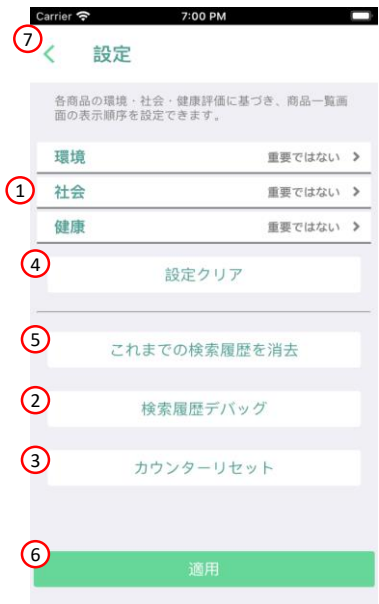 Carrier 7:00 PM
⑦
設定
各商品の環境・社会・健康評価に基づき、商品一覧画
面の表示順序を設定できます。
環境 重要ではない
① 社会 重要ではない
健康 重要ではない
④ 設定クリア
⑤ これまでの検索履歴を消去
② 検索履歴デバッグ
③ カウンターリセット
⑥ 適用